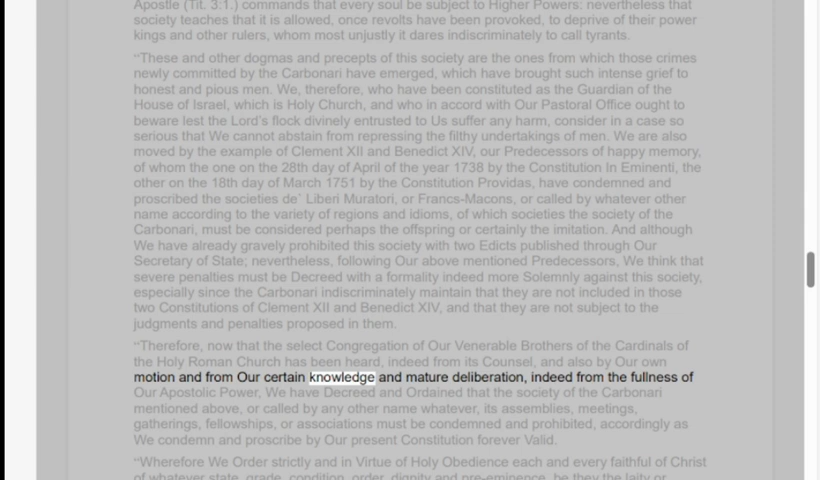 Apostle (Tit. 3:1.) commands that every soul be subject to Higher Powers: nevertheless that
society teaches that it is allowed, once revolts have been provoked, to deprive of their power
kings and other rulers, whom most unjustly it dares indiscriminately to call tyrants.
“These and other dogmas and precepts of this society are the ones from which those crimes
newly committed by the Carbonari have emerged, which have brought such intense grief to
honest and pious men. We, therefore, who have been constituted as the Guardian of the
House of Israel, which is Holy Church, and who in accord with Our Pastoral Office ought to
beware lest the Lord's flock divinely entrusted to Us suffer any harm, consider in a case so
serious that We cannot abstain from repressing the filthy undertakings of men. We are also
moved by the example of Clement XII and Benedict XIV, our Predecessors of happy memory,
of whom the one on the 28th day of April of the year 1738 by the Constitution In Eminenti, the
other on the 18th day of March 1751 by the Constitution Providas, have condemned and
proscribed the societies de´ Liberi Muratori, or Francs-Macons, or called by whatever other
name according to the variety of regions and idioms, of which societies the society of the
Carbonari, must be considered perhaps the offspring or certainly the imitation. And although
We have already gravely prohibited this society with two Edicts published through Our
Secretary of State; nevertheless, following Our above mentioned Predecessors, We think that
severe penalties must be Decreed with a formality indeed more Solemnly against this society,
especially since the Carbonari indiscriminately maintain that they are not included in those
two Constitutions of Clement XII and Benedict XIV, and that they are not subject to the
judgments and penalties proposed in them.
“Therefore, now that the select Congregation of Our Venerable Brothers of the Cardinals of
the Holy Roman Church has been heard, indeed from its Counsel, and also by Our own
motion and from Our certain knowledge and mature deliberation, indeed from the fullness of
Our Apostolic Power, We have Decreed and Ordained that the society of the Carbonari
mentioned above, or called by any other name whatever, its assemblies, meetings,
gatherings, fellowships, or associations must be condemned and prohibited, accordingly as
We condemn and proscribe by Our present Constitution forever Valid.
“Wherefore We Order strictly and in Virtue of Holy Obedience each and every faithful of Christ
of whatever state, grade, condition, order, dignity and pre-eminence, be they the laity or